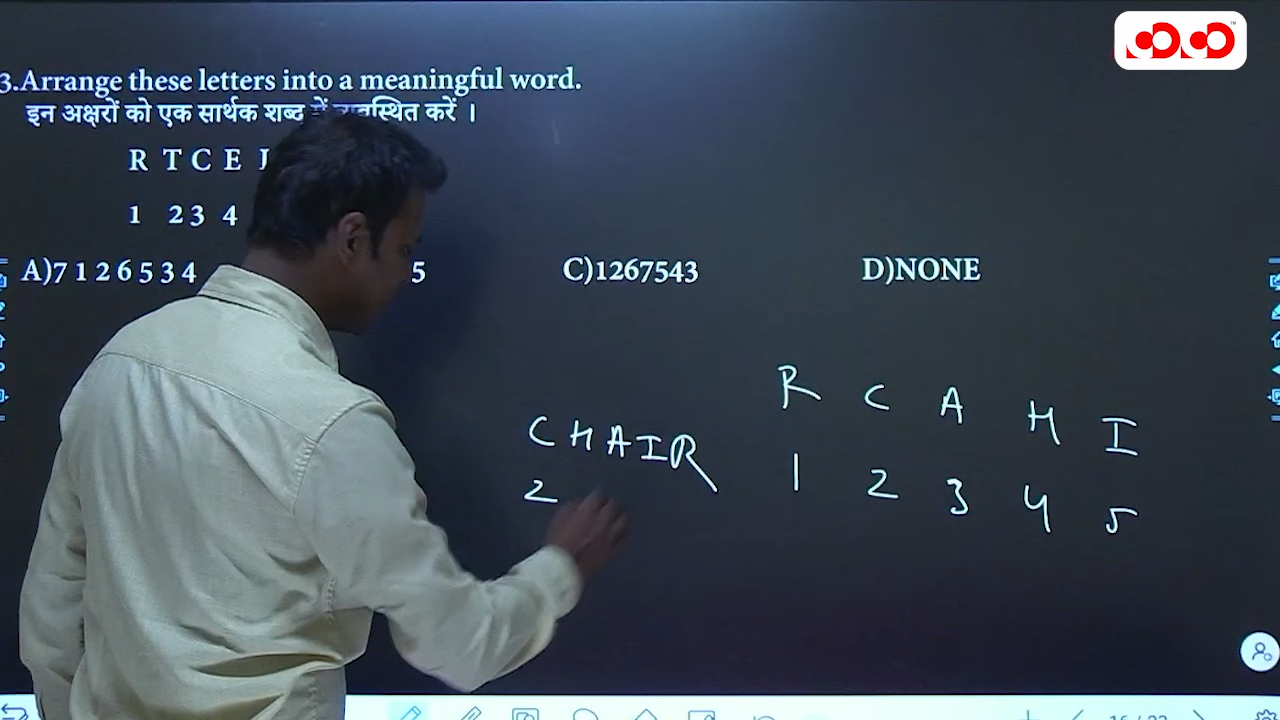 3.Arrange these letters into a meaningful word.
इन अक्षरों को एक सार्थक शब्द में व्यवस्थित करें ।
R T C E
1 2 3 4
A)7 1 2 6 5 3 4 5 C)1267543 D)NONE
R C A H I
CHAIR
1 2 3 4 5
2